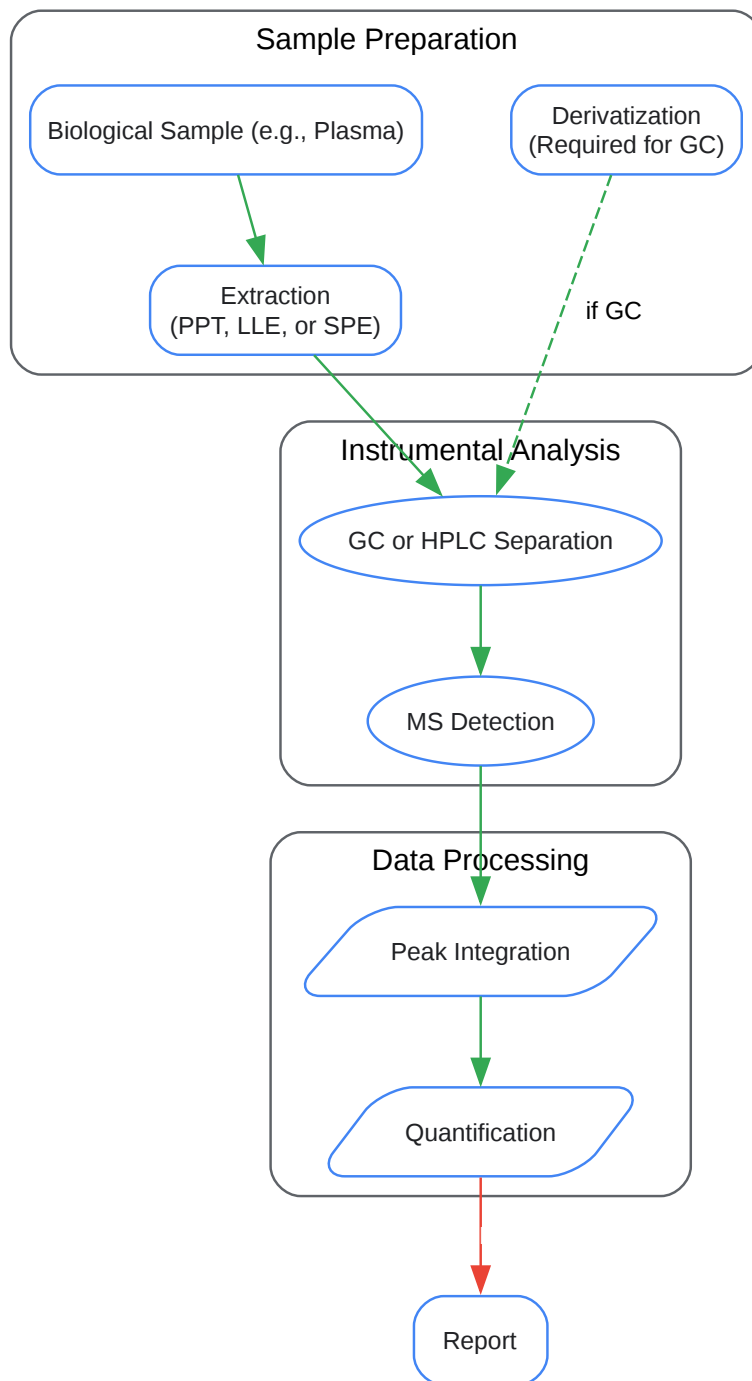 Sample Preparation
Biological Sample (e.g., Plasma)
Derivatization
(Required for GC)
Extraction
(PPT, LLE, or SPE)
if GC
Instrumental Analysis
GC or HPLC Separation
MS Detection
Data Processing
Peak Integration
Quantification
Report